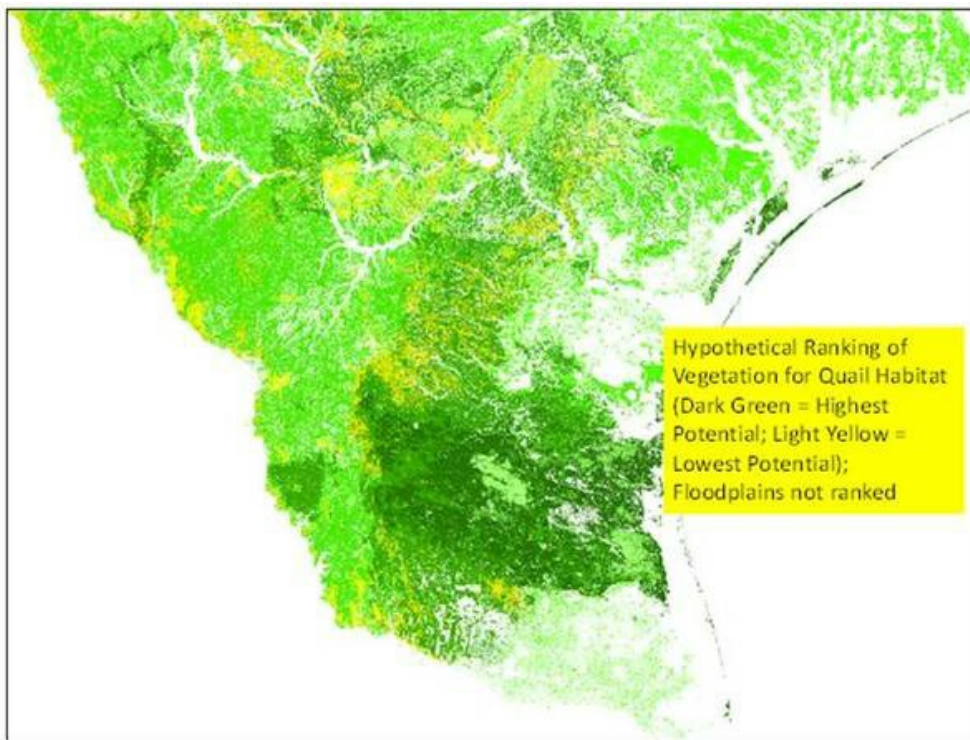 Hypothetical Ranking of
Vegetation for Quail Habitat
(Dark Green = Highest
Potential; Light Yellow =
Lowest Potential);
Floodplains not ranked